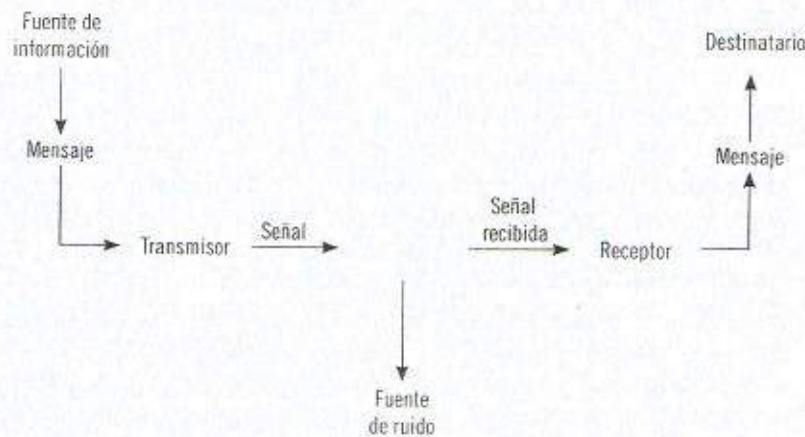 Fuente de
información
Mensaje
Transmisor
Señal
Señal
recibida
Receptor
Mensaje
Destinatario
Fuente
de ruido